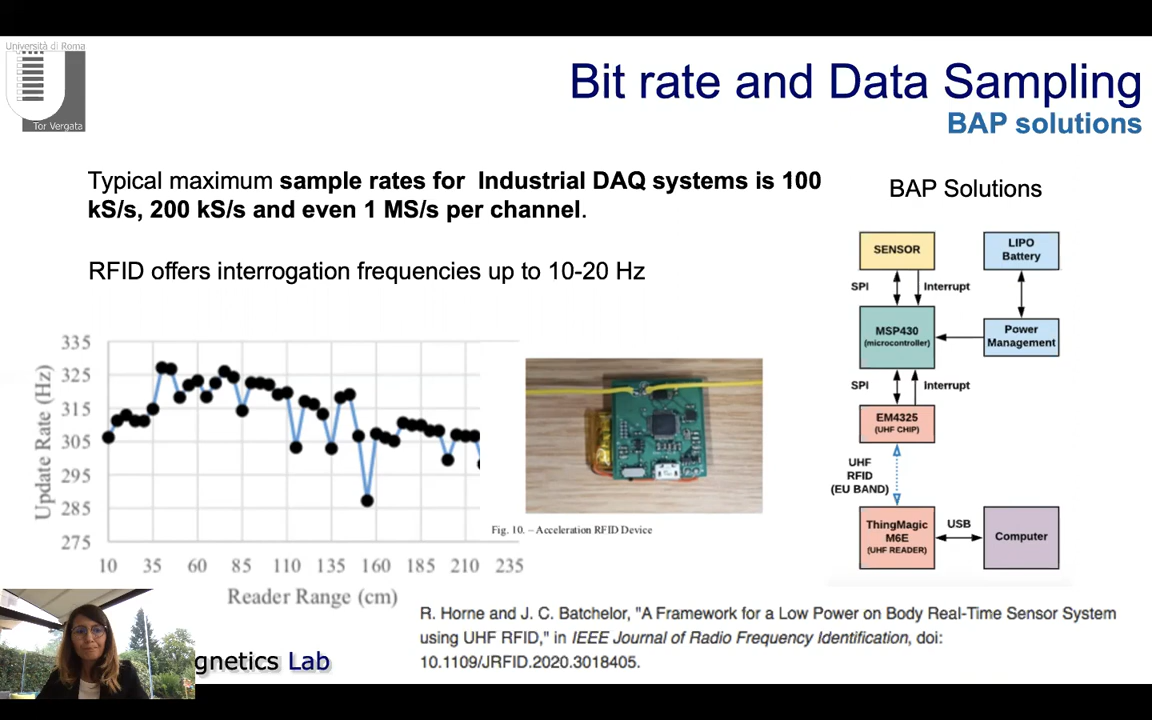 Università di Roma
Tor Vergata
Bit rate and Data Sampling
BAP solutions
Typical maximum sample rates for Industrial DAQ systems is 100
kS/s, 200 kS/s and even 1 MS/s per channel.
RFID offers interrogation frequencies up to 10-20 Hz
BAP Solutions
SENSOR
LIPO
Battery
SPI
Interrupt
MSP430
(microcontroller)
Power
Management
SPI
Interrupt
EM4325
(UHF CHIP)
UHF
RFID
(EU BAND)
ThingMagic
M6E
(UHF READER)
USB
Computer
Update Rate (Hz)
335
325
315
305
295
285
275
10 35 60 85 110 135 160 185 210 235
Reader Range (cm)
Fig. 10. – Acceleration RFID Device
R. Horne and J. C. Batchelor, "A Framework for a Low Power on Body Real-Time Sensor System
using UHF RFID," in IEEE Journal of Radio Frequency Identification, doi:
10.1109/JRFID.2020.3018405.
gnetics Lab